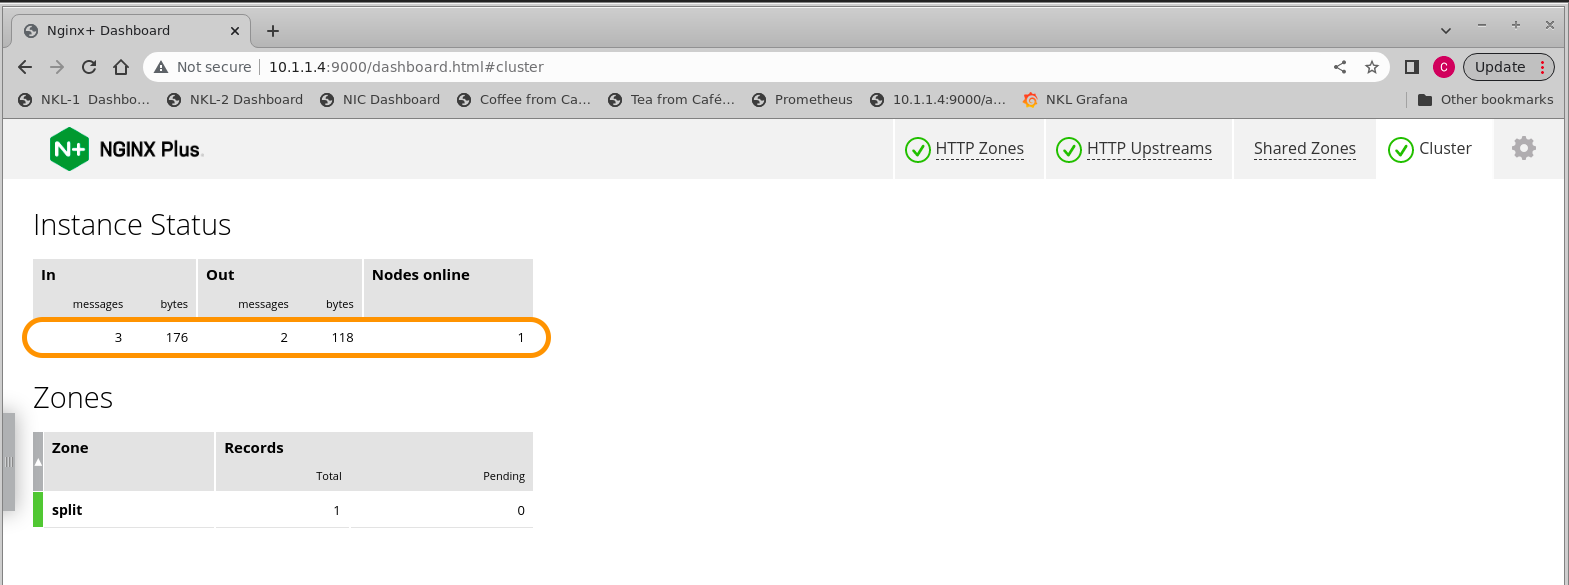 Nginx+ Dashboard
Not secure 10.1.1.4:9000/dashboard.html#cluster C Update
NKL-1 Dashbo... NKL-2 Dashboard NIC Dashboard Coffee from Ca... Tea from Café... Prometheus 10.1.1.4:9000/a... NKL Grafana Other bookmarks
N+ NGINX Plus HTTP Zones HTTP Upstreams Shared Zones Cluster
Instance Status
In Out Nodes online
messages bytes messages bytes
3 176 2 118 1
Zones
Zone Records
Total Pending
split 1 0